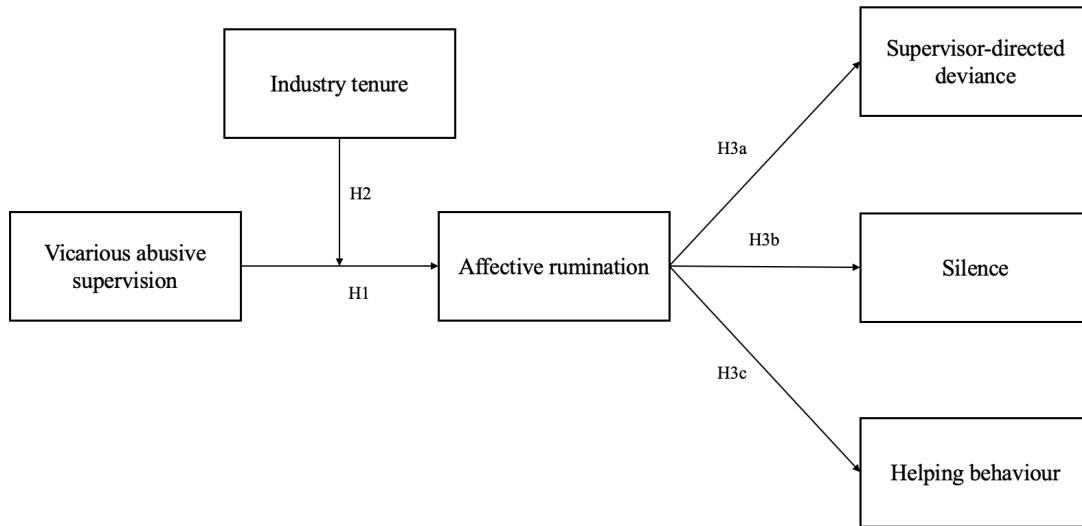 Industry tenure
Supervisor-directed
deviance
H3a
H2
Vicarious abusive
supervision
H1
Affective rumination
H3b
Silence
H3c
Helping behaviour